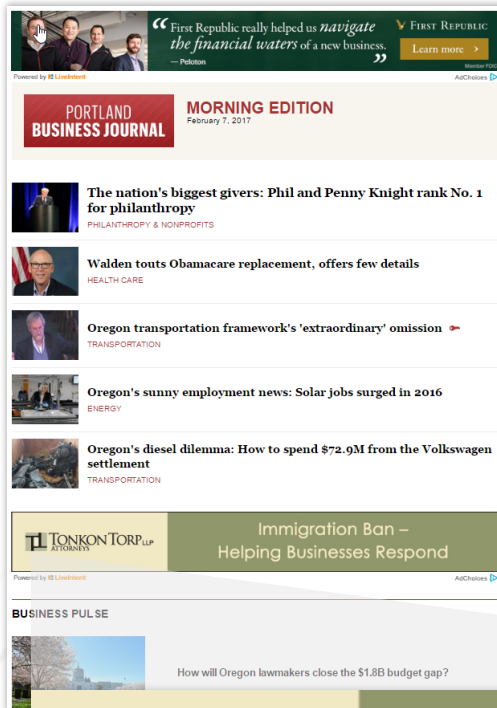 “ First Republic really helped us navigate
the financial waters of a new business. ”
— Peloton
FIRST REPUBLIC
Learn more >
Member FDIC
Powered by LiveIntent
AdChoices
PORTLAND
BUSINESS JOURNAL
MORNING EDITION
February 7, 2017
The nation's biggest givers: Phil and Penny Knight rank No. 1
for philanthropy
PHILANTHROPY & NONPROFITS
Walden touts Obamacare replacement, offers few details
HEALTH CARE
Oregon transportation framework's 'extraordinary' omission
TRANSPORTATION
Oregon's sunny employment news: Solar jobs surged in 2016
ENERGY
Oregon's diesel dilemma: How to spend $72.9M from the Volkswagen
settlement
TRANSPORTATION
TONKON TORP LLP
ATTORNEYS
Immigration Ban –
Helping Businesses Respond
Powered by LiveIntent
AdChoices
BUSINESS PULSE
How will Oregon lawmakers close the $1.8B budget gap?